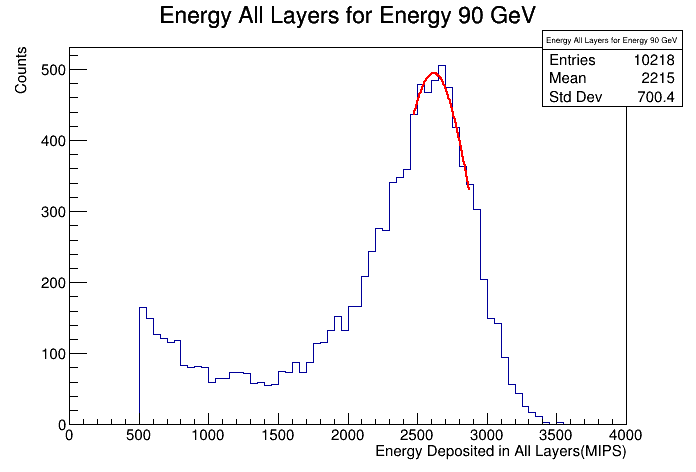 Energy All Layers for Energy 90 GeV
Energy All Layers for Energy 90 GeV
Entries 10218
Mean 2215
Std Dev 700.4
Counts
500
400
300
200
100
0
0 500 1000 1500 2000 2500 3000 3500 4000
Energy Deposited in All Layers(MIPS)